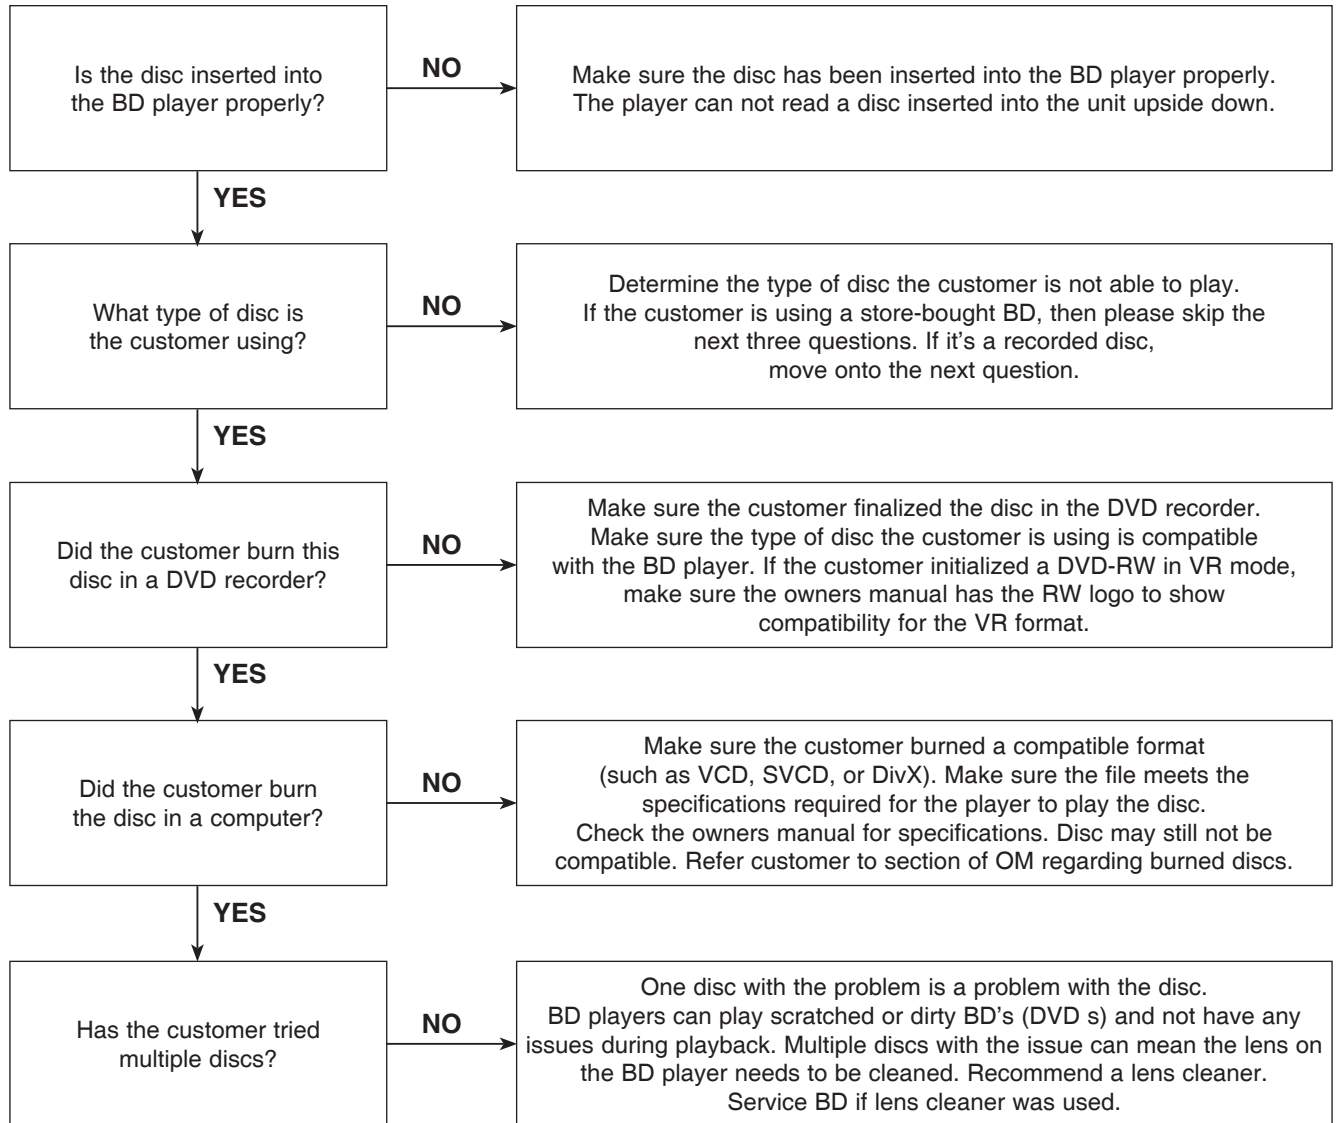 Is the disc inserted into
the BD player properly?
NO
Make sure the disc has been inserted into the BD player properly.
The player can not read a disc inserted into the unit upside down.
YES
What type of disc is
the customer using?
NO
Determine the type of disc the customer is not able to play.
If the customer is using a store-bought BD, then please skip the
next three questions. If it's a recorded disc,
move onto the next question.
YES
Did the customer burn this
disc in a DVD recorder?
NO
Make sure the customer finalized the disc in the DVD recorder.
Make sure the type of disc the customer is using is compatible
with the BD player. If the customer initialized a DVD-RW in VR mode,
make sure the owners manual has the RW logo to show
compatibility for the VR format.
YES
Did the customer burn
the disc in a computer?
NO
Make sure the customer burned a compatible format
(such as VCD, SVCD, or DivX). Make sure the file meets the
specifications required for the player to play the disc.
Check the owners manual for specifications. Disc may still not be
compatible. Refer customer to section of OM regarding burned discs.
YES
Has the customer tried
multiple discs?
NO
One disc with the problem is a problem with the disc.
BD players can play scratched or dirty BD's (DVD s) and not have any
issues during playback. Multiple discs with the issue can mean the lens on
the BD player needs to be cleaned. Recommend a lens cleaner.
Service BD if lens cleaner was used.